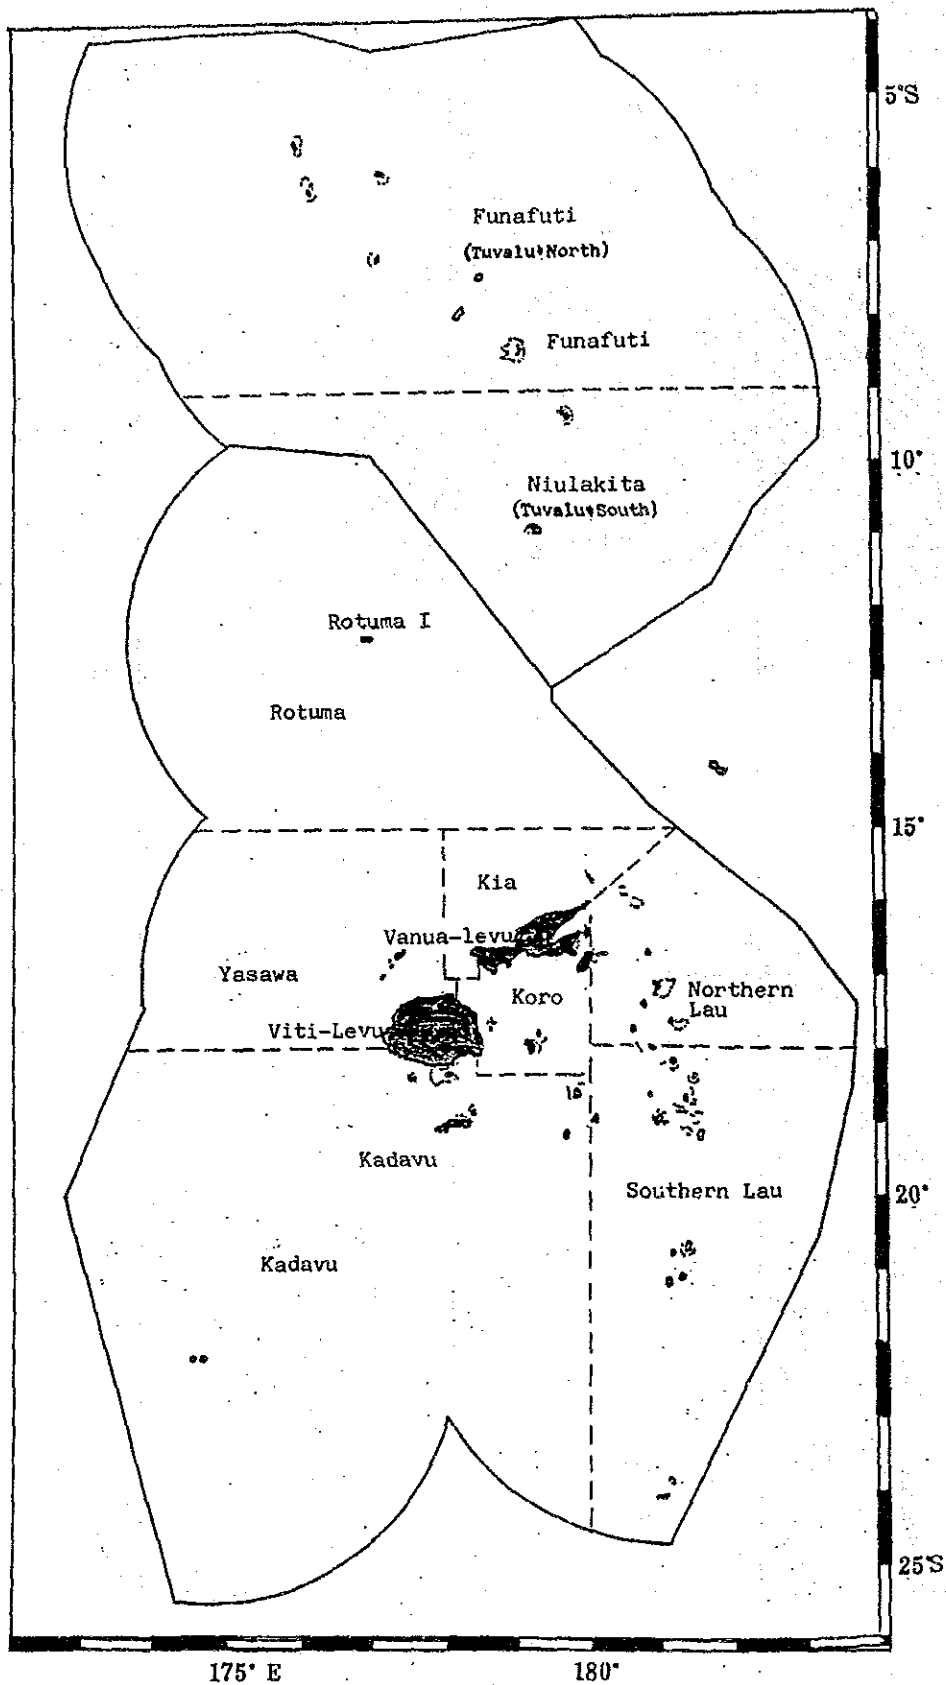 5°S
Funafuti
(Tuvalu+North)
Funafuti
10°
Niulakita
(Tuvalu+South)
Rotuma I
Rotuma
15°
Kia
Vanua-levu
Yasawa
Koro
Northern
Lau
Viti-Levu
Kadavu
Southern Lau
20°
Kadavu
25°S
175° E
180°